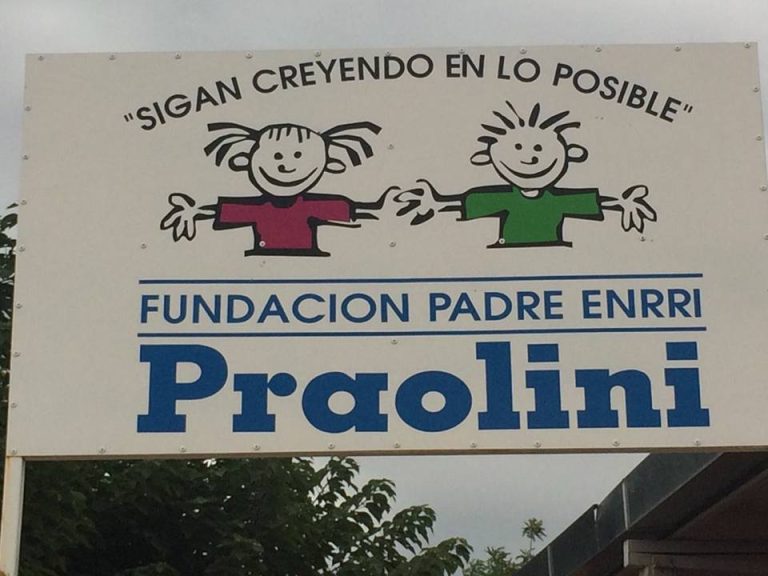 "SIGAN CREYENDO EN LO POSIBLE"
FUNDACION PADRE ENRRI
Praolini